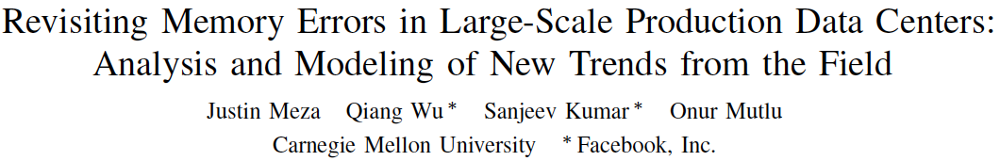 Revisiting Memory Errors in Large-Scale Production Data Centers:
Analysis and Modeling of New Trends from the Field
Justin Meza Qiang Wu* Sanjeev Kumar* Onur Mutlu
Carnegie Mellon University *Facebook, Inc.